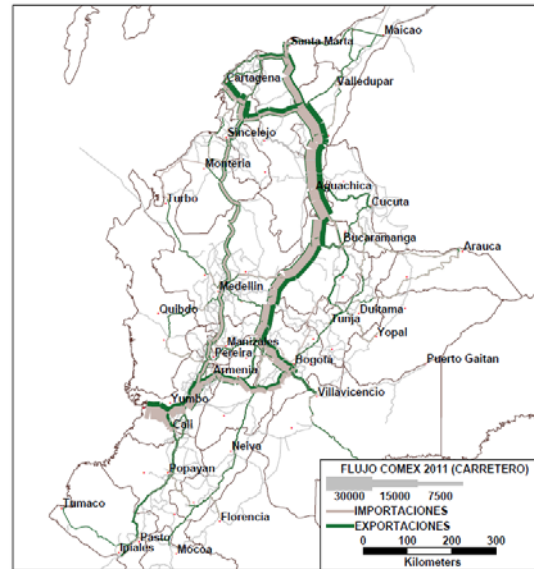 Maicao
Santa Marta
Cartagena
Valledupar
Sincelejo
Monteria
Aguachica
Turbo
Cucuta
Bucaramanga
Arauca
Medellin
Quibdo
Duitama
Tunja
Yopal
Manizales
Pereira
Bogota
Puerto Gaitan
Armenia
Villavicencio
Yumbo
Cali
Neiva
Popayan
Tumaco
Florencia
Pasto
Ipiales
Mocoa
FLUJO COMEX 2011 (CARRETERO)
30000 15000 7500
IMPORTACIONES
EXPORTACIONES
0 100 200 300
Kilometers